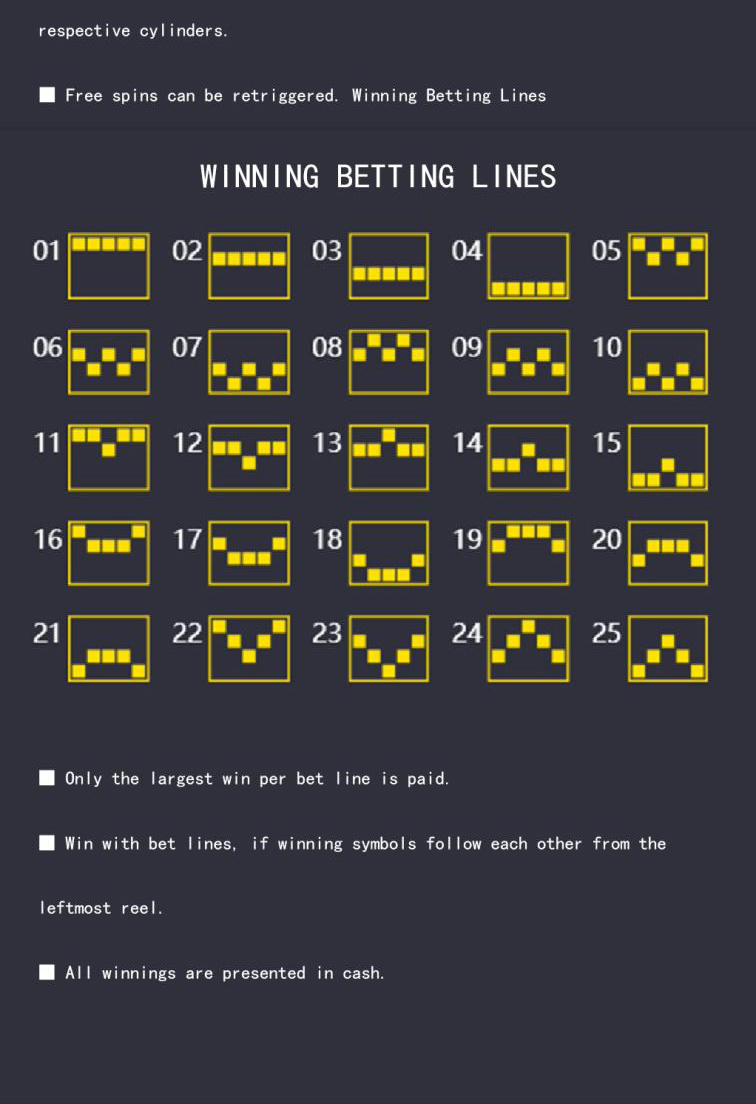 respective cylinders.
■ Free spins can be retriggered. Winning Betting Lines
WINNING BETTING LINES
01 02 03 04 05
06 07 08 09 10
11 12 13 14 15
16 17 18 19 20
21 22 23 24 25
■ Only the largest win per bet line is paid.
■ Win with bet lines, if winning symbols follow each other from the
leftmost reel.
■ All winnings are presented in cash.